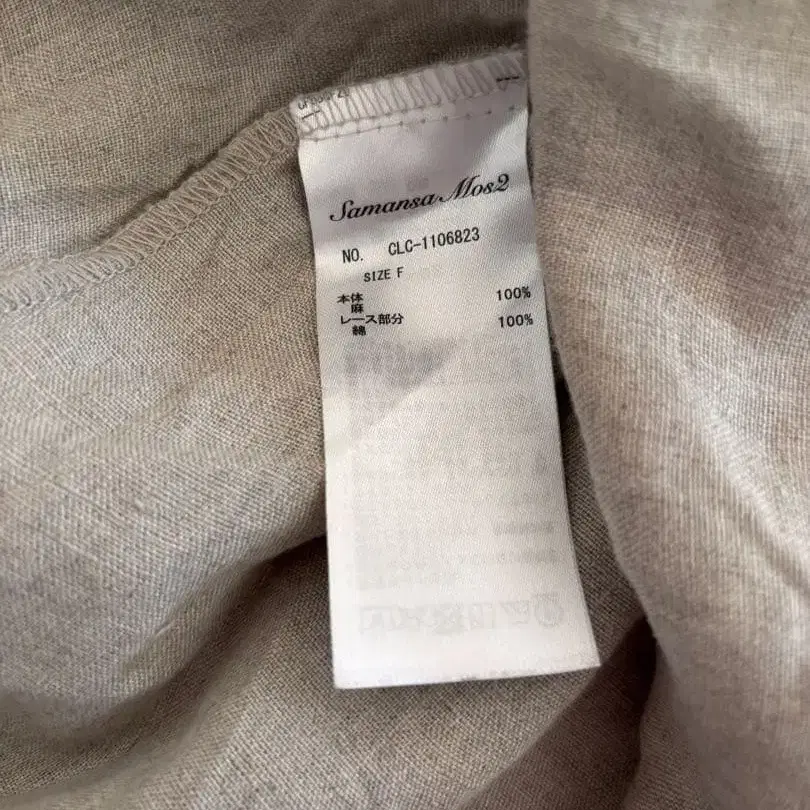 Samansa Mos2
NO. CLC-1106823
SIZE F
本体
麻 100%
レース部分
綿 100%